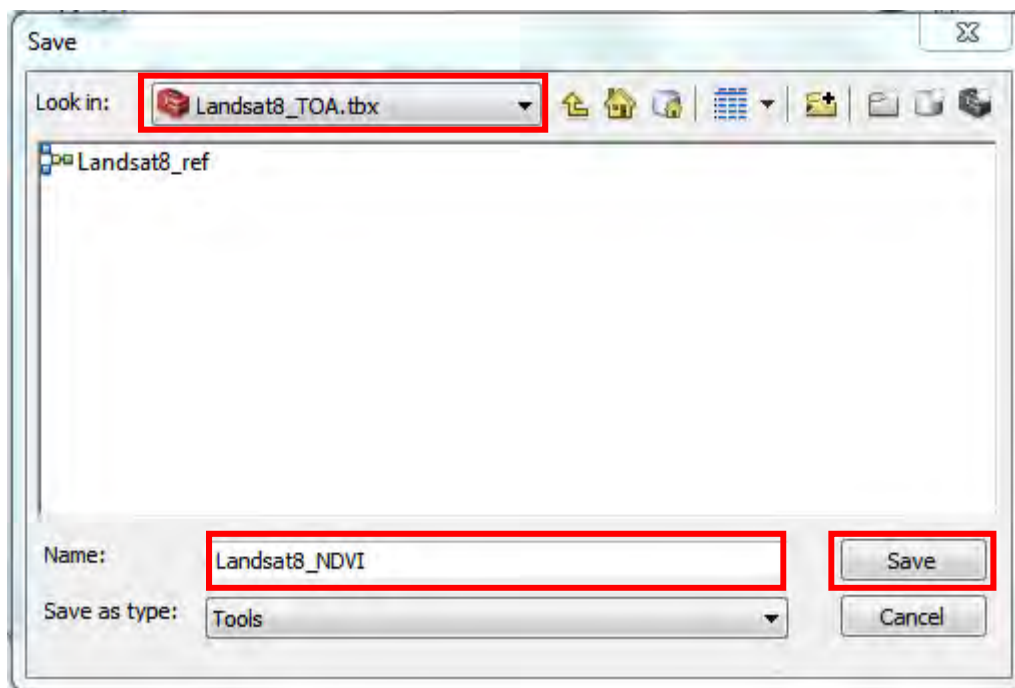 Save
Look in: Landsat8_TOA.tbx
Landsat8_ref
Name: Landsat8_NDVI Save
Save as type: Tools Cancel